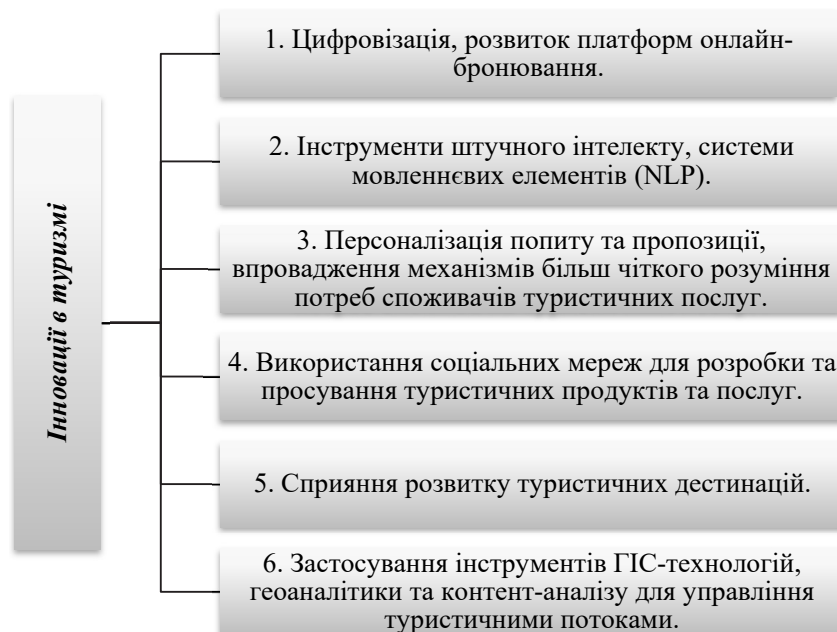 Інновації в туризмі
1. Цифровізація, розвиток платформ онлайн-
бронювання.
2. Інструменти штучного інтелекту, системи
мовленнєвих елементів (NLP).
3. Персоналізація попиту та пропозиції,
впровадження механізмів більш чіткого розуміння
потреб споживачів туристичних послуг.
4. Використання соціальних мереж для розробки та
просування туристичних продуктів та послуг.
5. Сприяння розвитку туристичних дестинацій.
6. Застосування інструментів ГІС-технологій,
геоаналітики та контент-аналізу для управління
туристичними потоками.